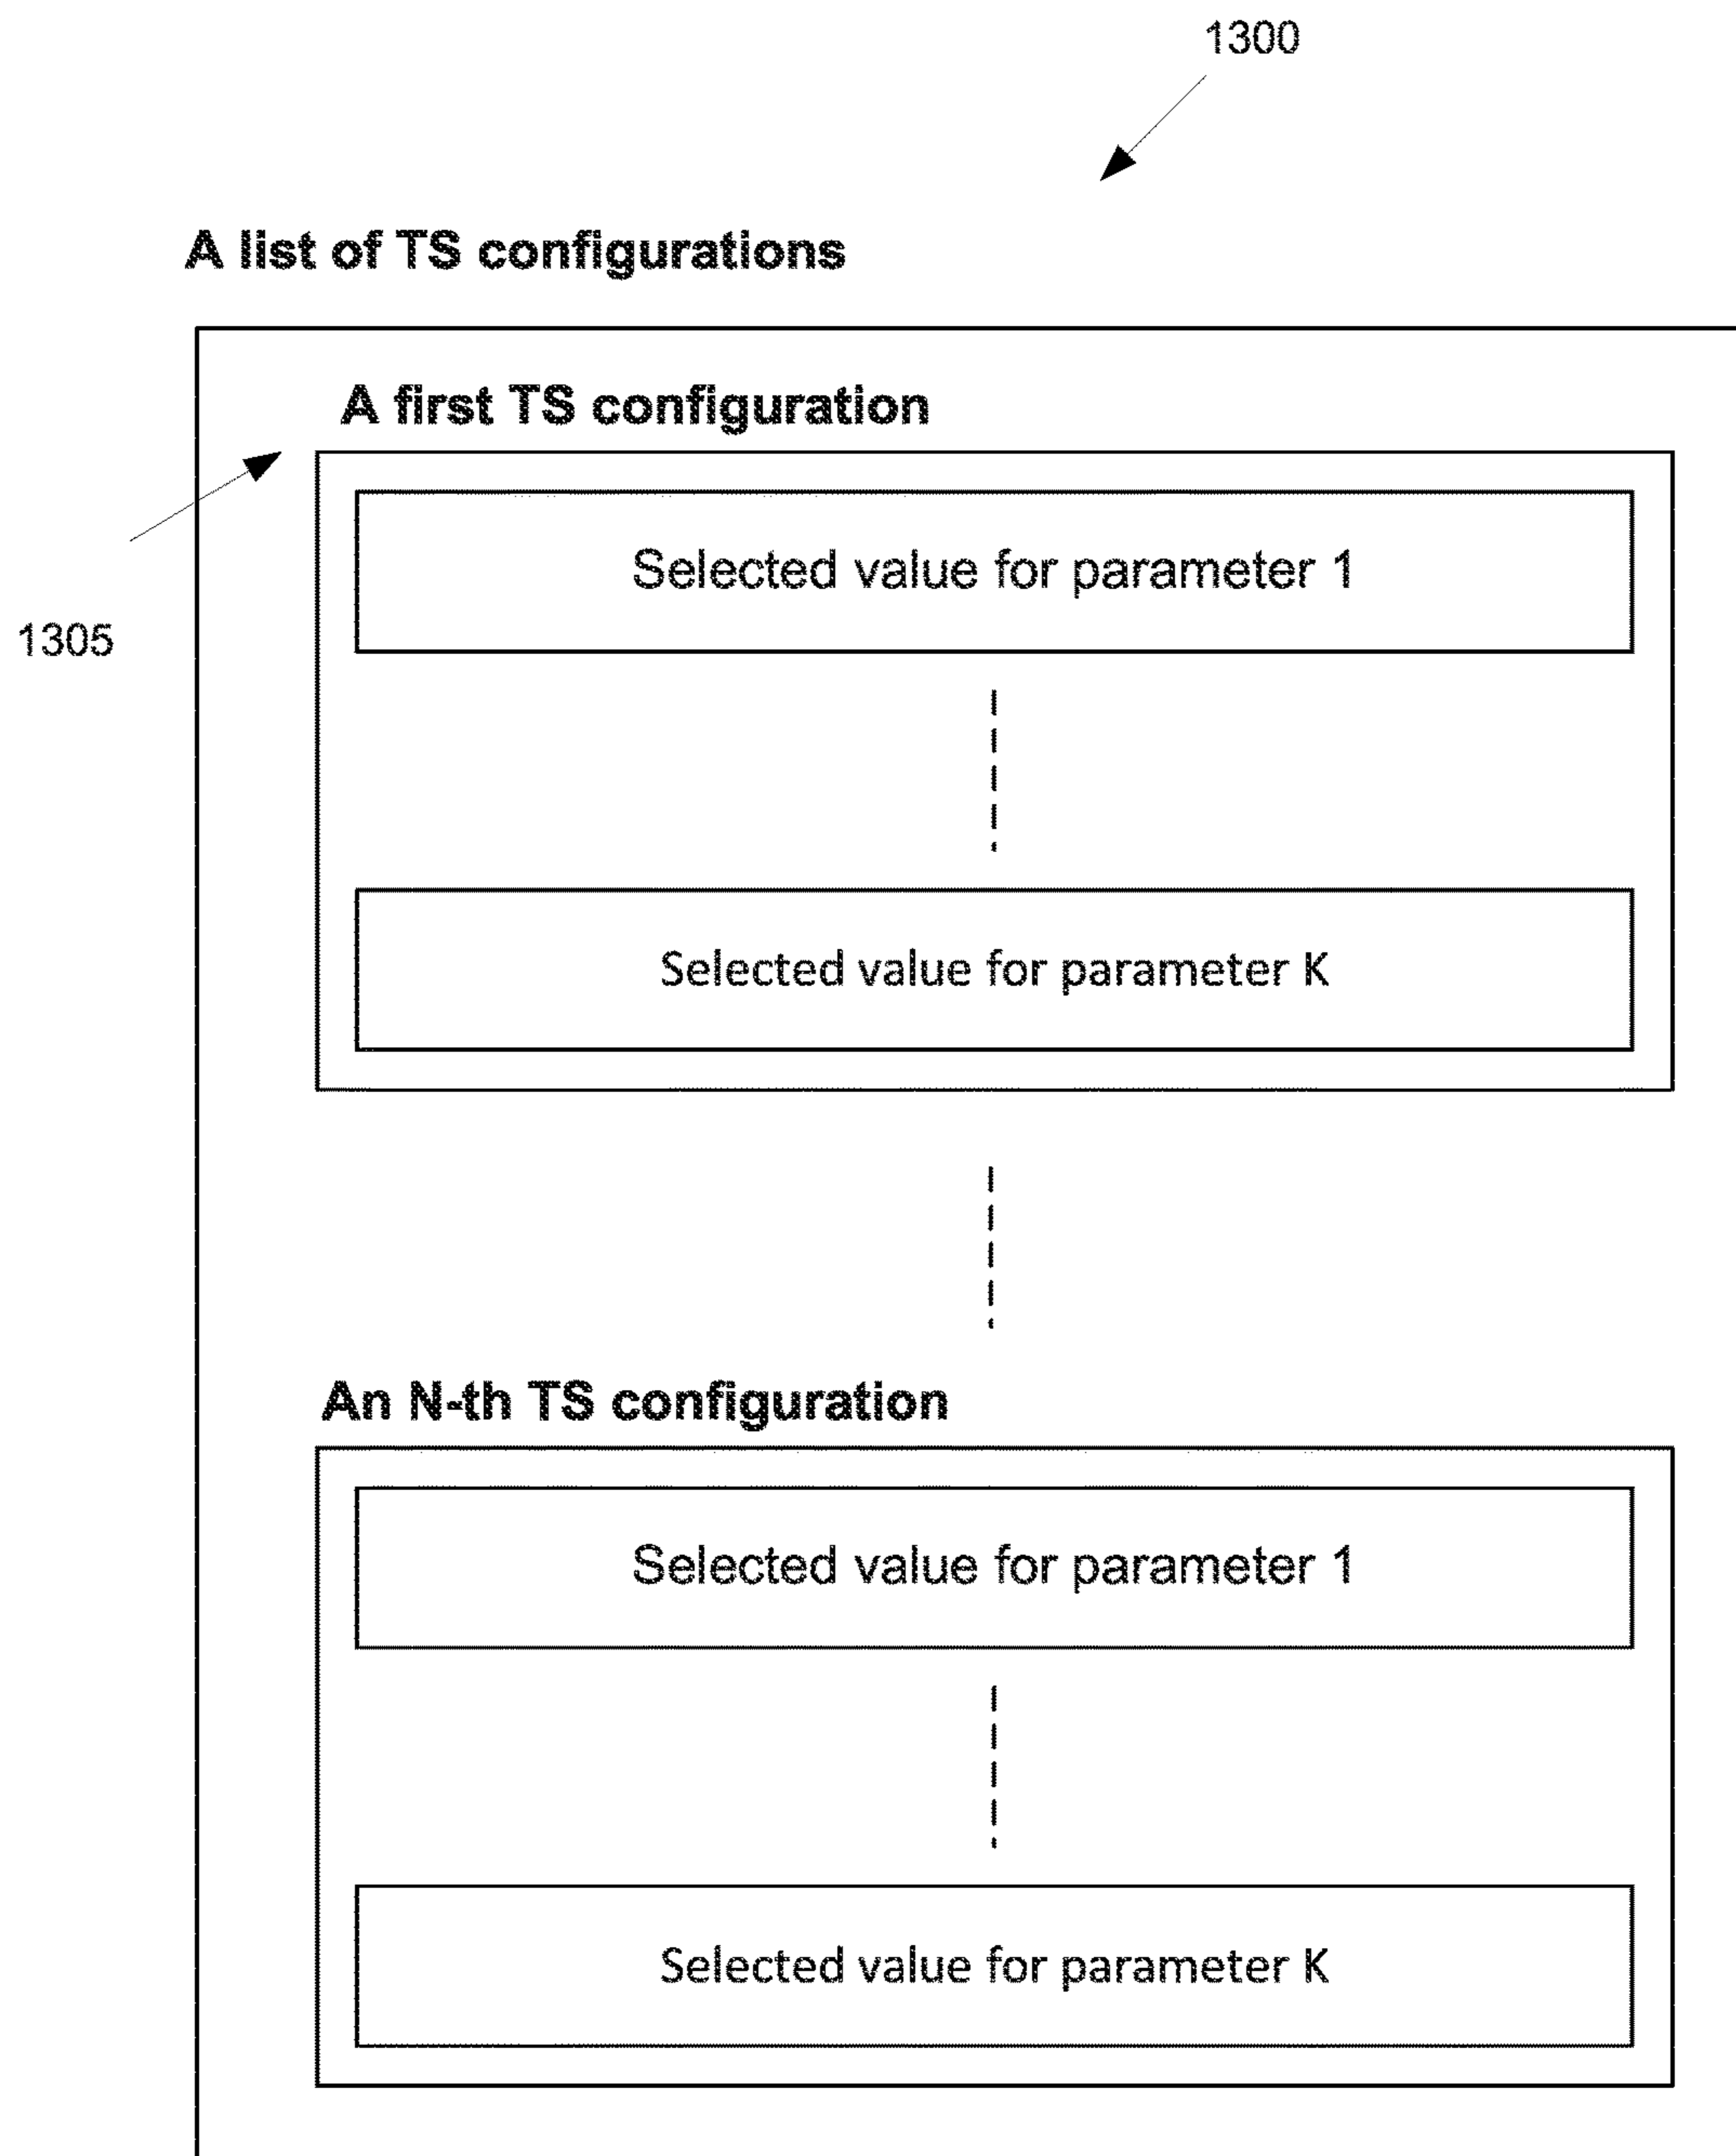 1300
A list of TS configurations
A first TS configuration
Selected value for parameter 1
1305
Selected value for parameter K
An N-th TS configuration
Selected value for parameter 1
Selected value for parameter K